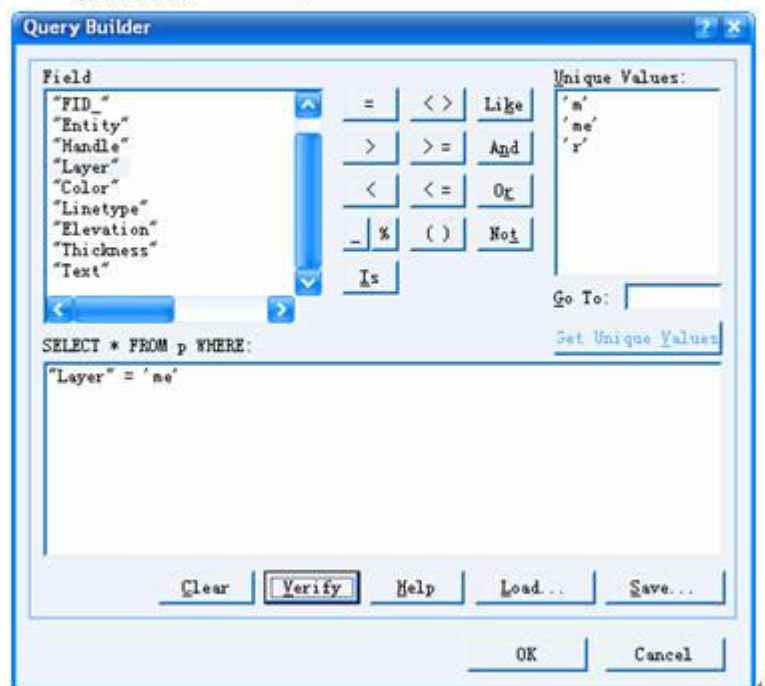 Query Builder
Field
Unique Values:
"FID_"
"Entity"
"Handle"
"Layer"
"Color"
"Linetype"
"Elevation"
"Thickness"
"Text"
= < > Like
> > = And
< < = Or
_ % ( ) Not
Is
'm'
'me'
'r'
Go To:
Get Unique Values
SELECT * FROM p WHERE:
"Layer" = 'me'
Clear Verify Help Load... Save...
OK Cancel